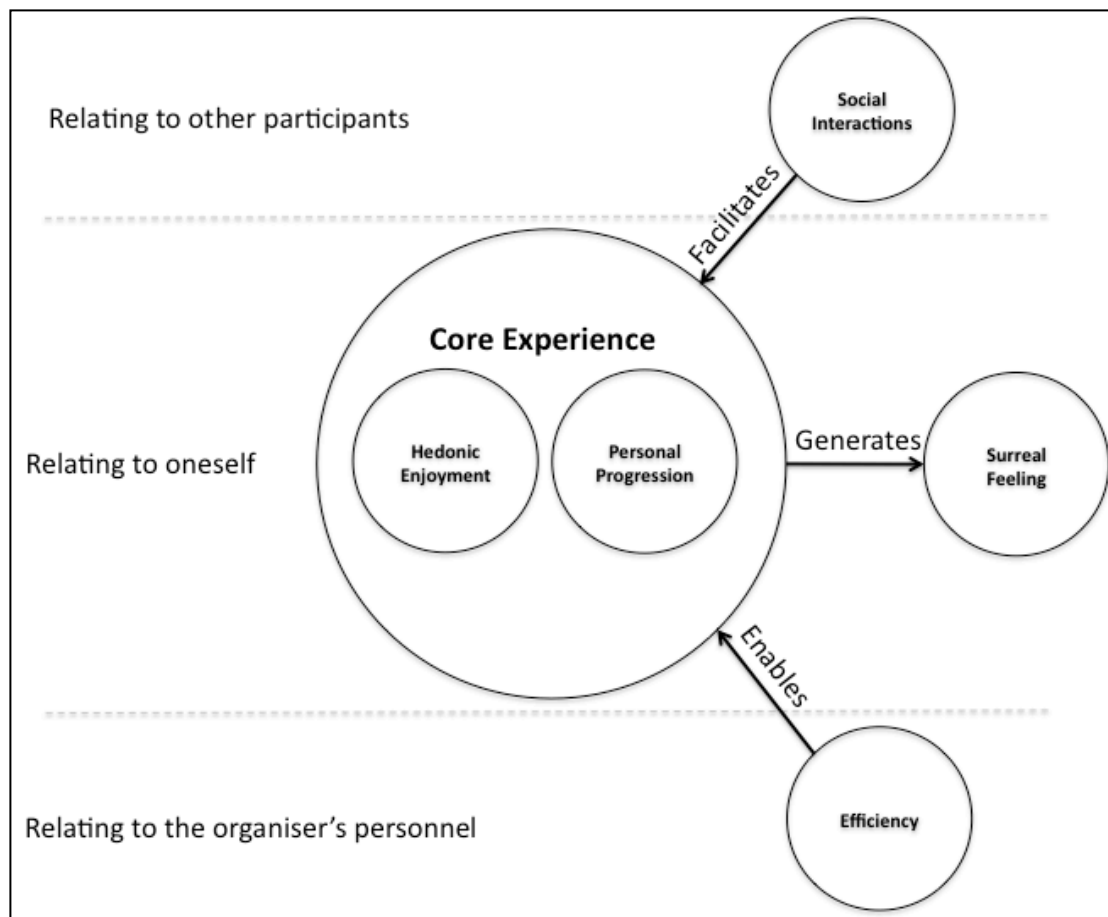 Relating to other participants
Social
Interactions
Facilitates
Core Experience
Hedonic
Enjoyment
Personal
Progression
Relating to oneself
Generates
Surreal
Feeling
Enables
Relating to the organiser’s personnel
Efficiency